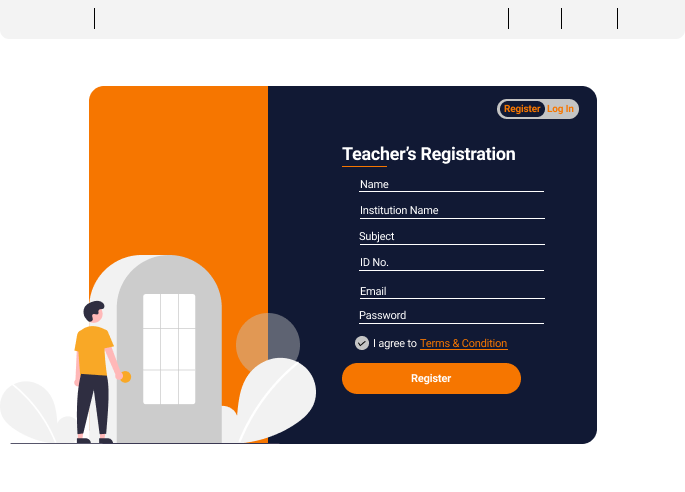 Register Log In
Teacher's Registration
Name
Institution Name
Subject
ID No.
Email
Password
I agree to Terms & Condition
Register